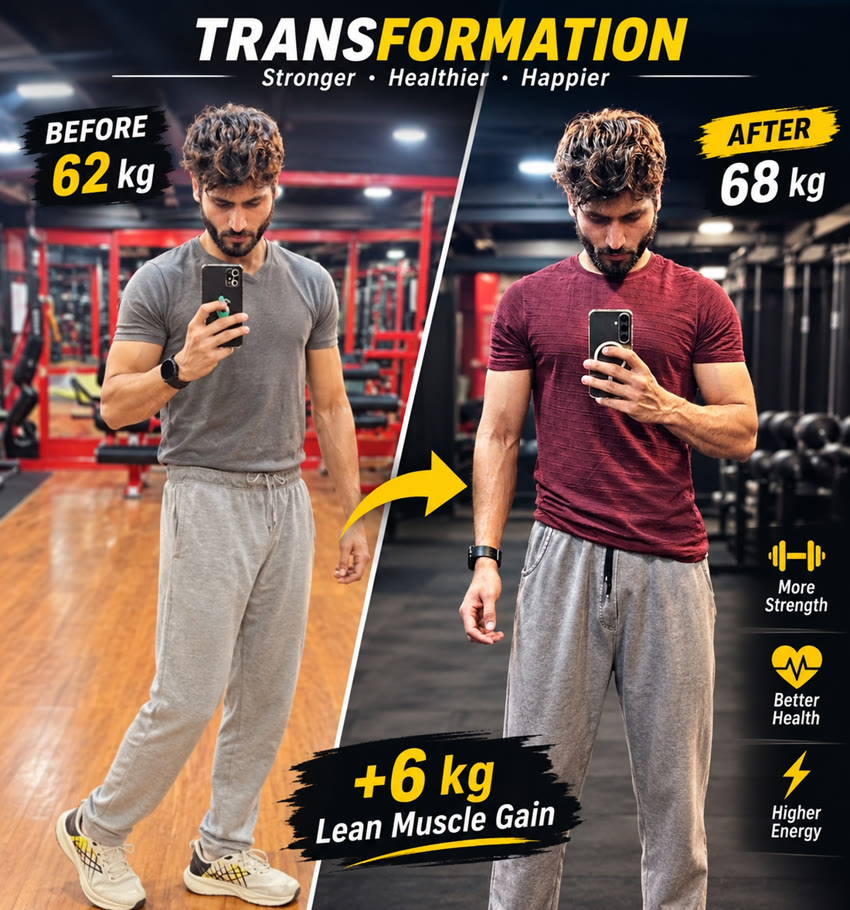 TRANSFORMATION
Stronger • Healthier • Happier
BEFORE
62 kg
AFTER
68 kg
More
Strength
Better
Health
Higher
Energy
+6 kg
Lean Muscle Gain